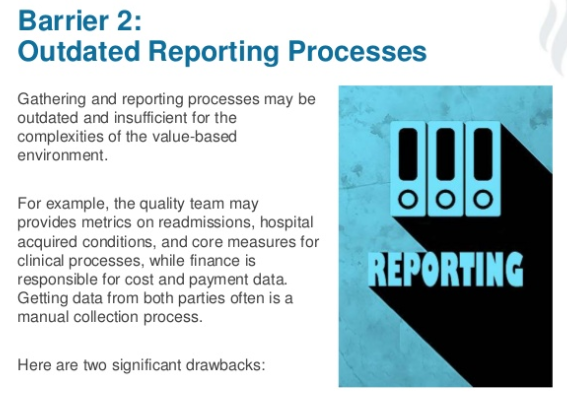 Barrier 2:
Outdated Reporting Processes
Gathering and reporting processes may be
outdated and insufficient for the
complexities of the value-based
environment.
For example, the quality team may
provides metrics on readmissions, hospital
acquired conditions, and core measures for
clinical processes, while finance is
responsible for cost and payment data.
Getting data from both parties often is a
manual collection process.
Here are two significant drawbacks:
REPORTING